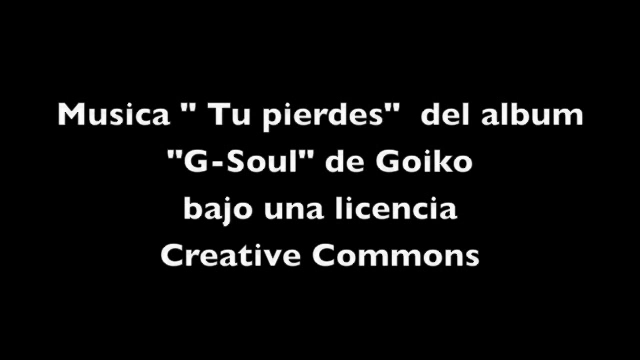 Musica " Tu pierdes"  del album
"G-Soul" de Goiko
bajo una licencia
Creative Commons